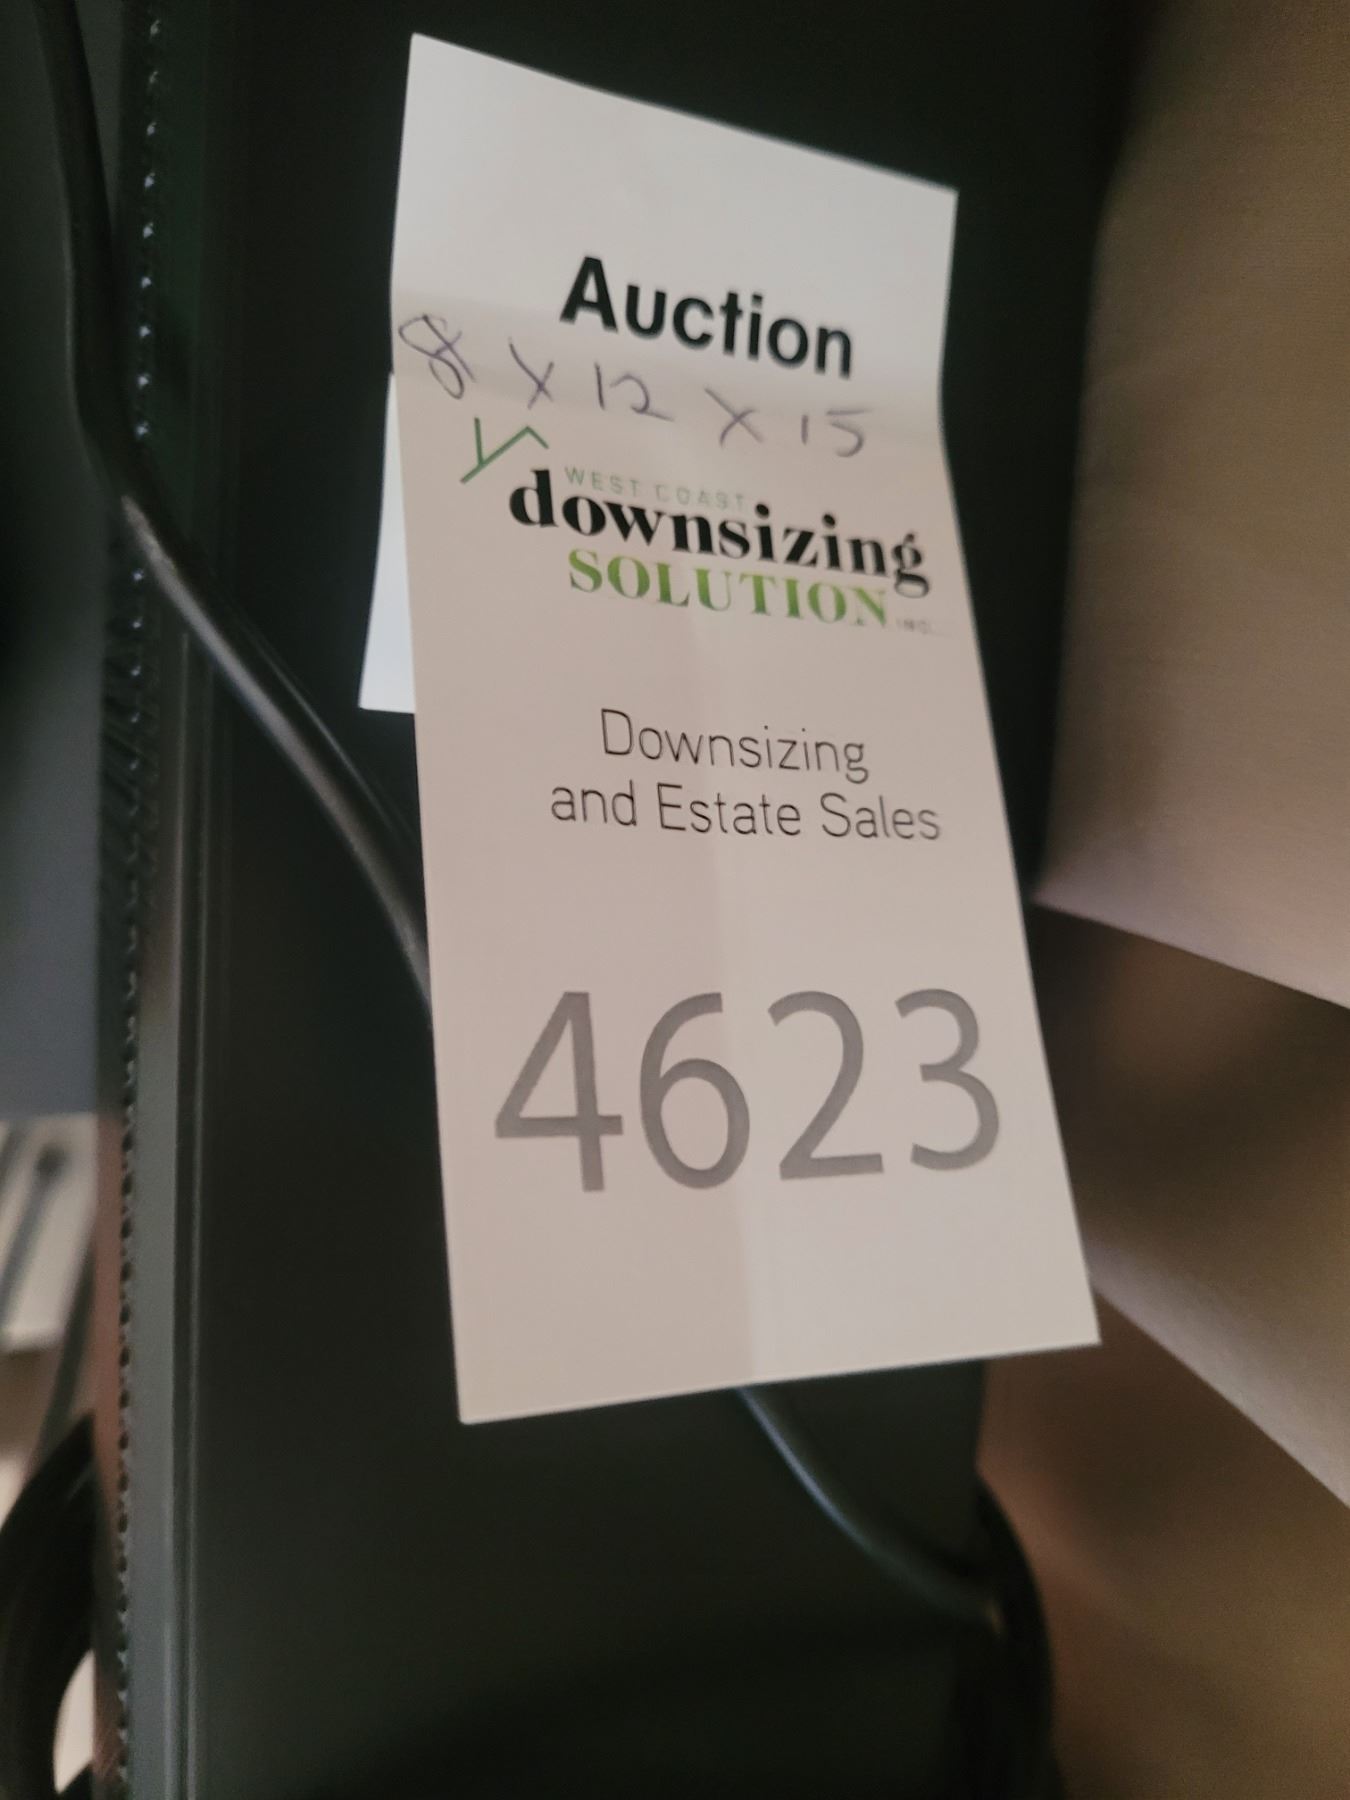 Auction
8 x 12 x 15
WEST COAST
downsizing
SOLUTION INC.
Downsizing
and Estate Sales
4623